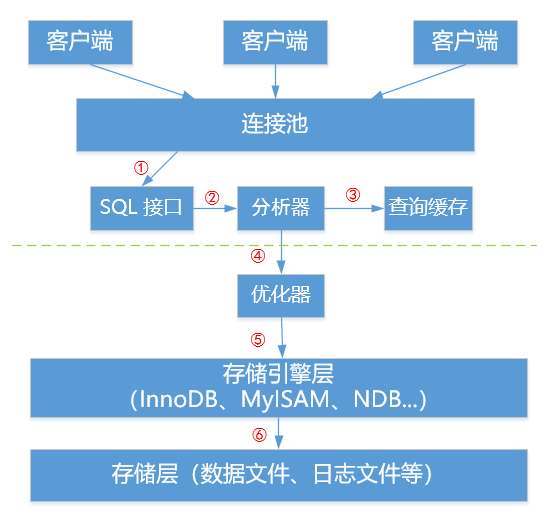 客户端 客户端 客户端
连接池
①
SQL 接口 ② 分析器 ③ 查询缓存
④
优化器
⑤
存储引擎层
（InnoDB、MyISAM、NDB...）
⑥
存储层（数据文件、日志文件等）